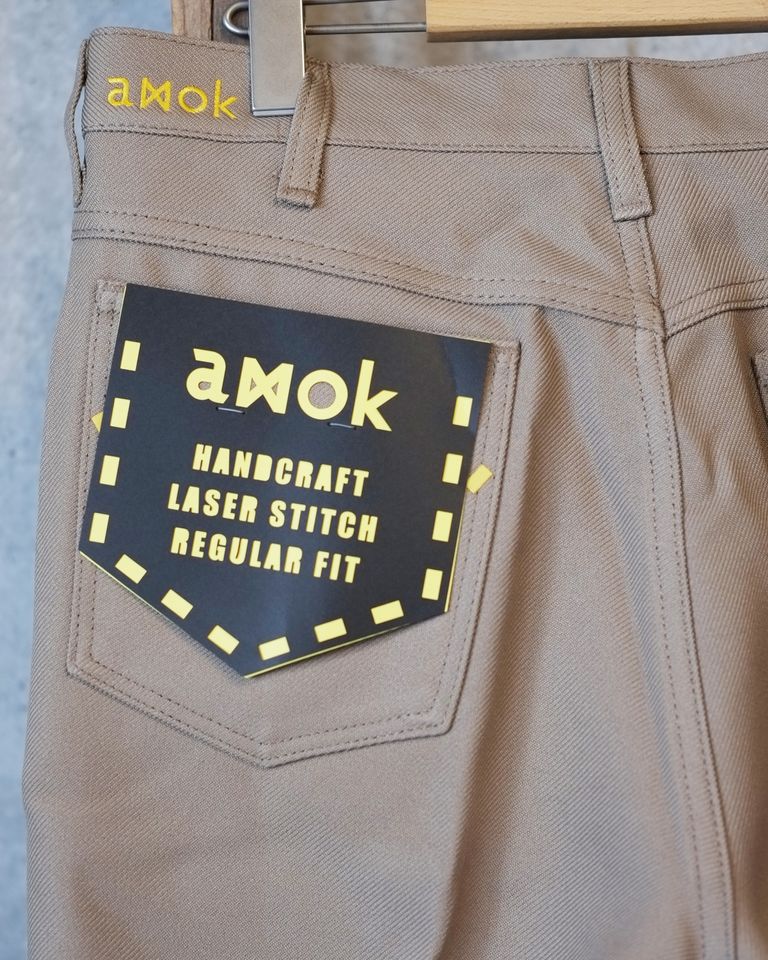 amok
amok
HANDCRAFT
LASER STITCH
REGULAR FIT